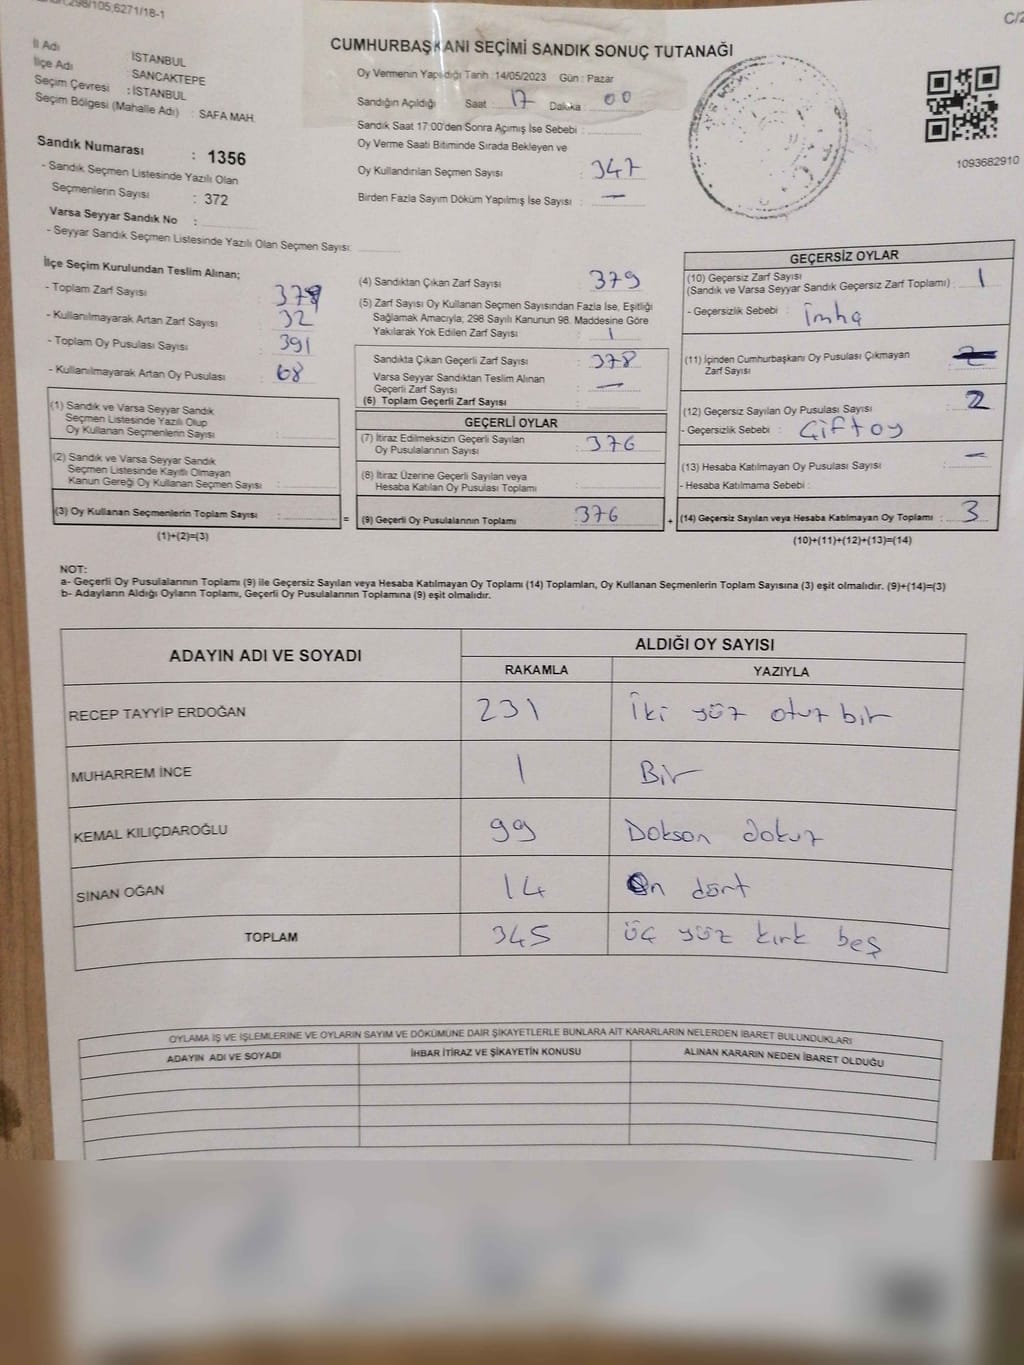 298/105;6271/18-1
C/2
CUMHURBAŞKANI SEÇİMİ SANDIK SONUÇ TUTANAĞI
İl Adı İSTANBUL
İlçe Adı SANCAKTEPE
Seçim Çevresi : İSTANBUL
Seçim Bölgesi (Mahalle Adı) : SAFA MAH.
Sandık Numarası : 1356
- Sandık Seçmen Listesinde Yazılı Olan
Seçmenlerin Sayısı : 372
Varsa Seyyar Sandık No :
- Seyyar Sandık Seçmen Listesinde Yazılı Olan Seçmen Sayısı:
Oy Vermenin Yapıldığı Tarih :14/05/2023 Gün : Pazar
Sandığın Açıldığı Saat : 17 Dakika : 00
Sandık Saat 17:00'den Sonra Açımış İse Sebebi :
Oy Verme Saati Bitiminde Sırada Bekleyen ve
Oy Kullandırılan Seçmen Sayısı : 347
Birden Fazla Sayım Döküm Yapılmış İse Sayısı : —
1093682910
İlçe Seçim Kurulundan Teslim Alınan;
- Toplam Zarf Sayısı : 379
- Kullanılmayarak Artan Zarf Sayısı : 32
- Toplam Oy Pusulası Sayısı : 391
- Kullanılmayarak Artan Oy Pusulası : 68
(1) Sandık ve Varsa Seyyar Sandık
Seçmen Listesinde Yazılı Olup
Oy Kullanan Seçmenlerin Sayısı :
(2) Sandık ve Varsa Seyyar Sandık
Seçmen Listesinde Kayıtlı Olmayan
Kanun Gereği Oy Kullanan Seçmen Sayısı :
(3) Oy Kullanan Seçmenlerin Toplam Sayısı : =
(1)+(2)=(3)
(4) Sandıktan Çıkan Zarf Sayısı : 379
(5) Zarf Sayısı Oy Kullanan Seçmen Sayısından Fazla İse, Eşitliği
Sağlamak Amacıyla; 298 Sayılı Kanunun 98. Maddesine Göre
Yakılarak Yok Edilen Zarf Sayısı : 1
Sandıkta Çıkan Geçerli Zarf Sayısı : 378
Varsa Seyyar Sandıktan Teslim Alınan
Geçerli Zarf Sayısı : —
(6) Toplam Geçerli Zarf Sayısı :
GEÇERLİ OYLAR
(7) İtiraz Edilmeksizin Geçerli Sayılan
Oy Pusulalarının Sayısı : 376
(8) İtiraz Üzerine Geçerli Sayılan veya
Hesaba Katılan Oy Pusulası Toplamı :
(9) Geçerli Oy Pusulalarının Toplamı : 376 +
GEÇERSİZ OYLAR
(10) Geçersiz Zarf Sayısı
(Sandık ve Varsa Seyyar Sandık Geçersiz Zarf Toplamı) : 1
- Geçersizlik Sebebi : İmha
(11) İçinden Cumhurbaşkanı Oy Pusulası Çıkmayan
Zarf Sayısı :
(12) Geçersiz Sayılan Oy Pusulası Sayısı : 2
- Geçersizlik Sebebi : Çift oy
(13) Hesaba Katılmayan Oy Pusulası Sayısı : —
- Hesaba Katılmama Sebebi :
(14) Geçersiz Sayılan veya Hesaba Katılmayan Oy Toplamı : 3
(10)+(11)+(12)+(13)=(14)
NOT:
a- Geçerli Oy Pusulalarının Toplamı (9) ile Geçersiz Sayılan veya Hesaba Katılmayan Oy Toplamı (14) Toplamları, Oy Kullanan Seçmenlerin Toplam Sayısına (3) eşit olmalıdır. (9)+(14)=(3)
b- Adayların Aldığı Oyların Toplamı, Geçerli Oy Pusulalarının Toplamına (9) eşit olmalıdır.
ADAYIN ADI VE SOYADI ALDIĞI OY SAYISI
RAKAMLA YAZIYLA
RECEP TAYYİP ERDOĞAN 231 İki yüz otuz bir
MUHARREM İNCE 1 Bir
KEMAL KILIÇDAROĞLU 99 Doksan dokuz
SİNAN OĞAN 14 On dört
TOPLAM 345 üç yüz kırk beş
OYLAMA İŞ VE İŞLEMLERİNE VE OYLARIN SAYIM VE DÖKÜMÜNE DAİR ŞİKAYETLERLE BUNLARA AİT KARARLARIN NELERDEN İBARET BULUNDUKLARI
ADAYIN ADI VE SOYADI İHBAR İTİRAZ VE ŞİKAYETİN KONUSU ALINAN KARARIN NEDEN İBARET OLDUĞU